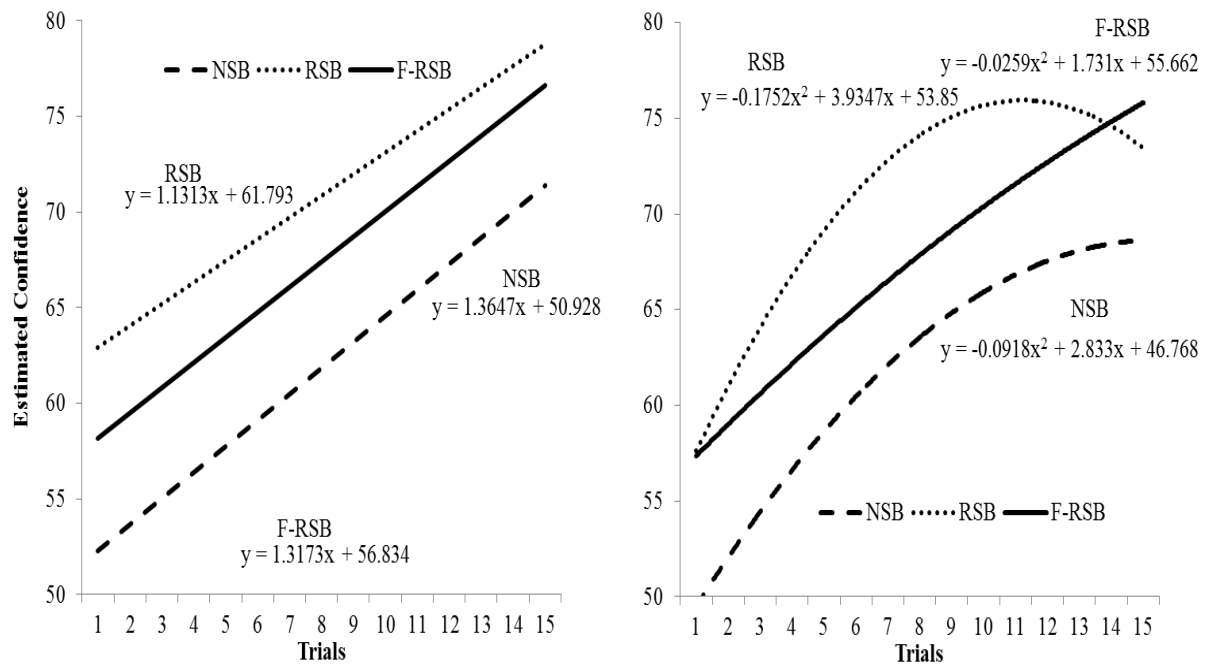 Estimated Confidence
80
75
70
65
60
55
50
NSB RSB F-RSB
RSB
y = 1.1313x + 61.793
NSB
y = 1.3647x + 50.928
F-RSB
y = 1.3173x + 56.834
1 2 3 4 5 6 7 8 9 10 11 12 13 14 15
Trials
80
75
70
65
60
55
50
F-RSB
y = -0.0259x² + 1.731x + 55.662
RSB
y = -0.1752x² + 3.9347x + 53.85
NSB
y = -0.0918x² + 2.833x + 46.768
NSB RSB F-RSB
1 2 3 4 5 6 7 8 9 10 11 12 13 14 15
Trials